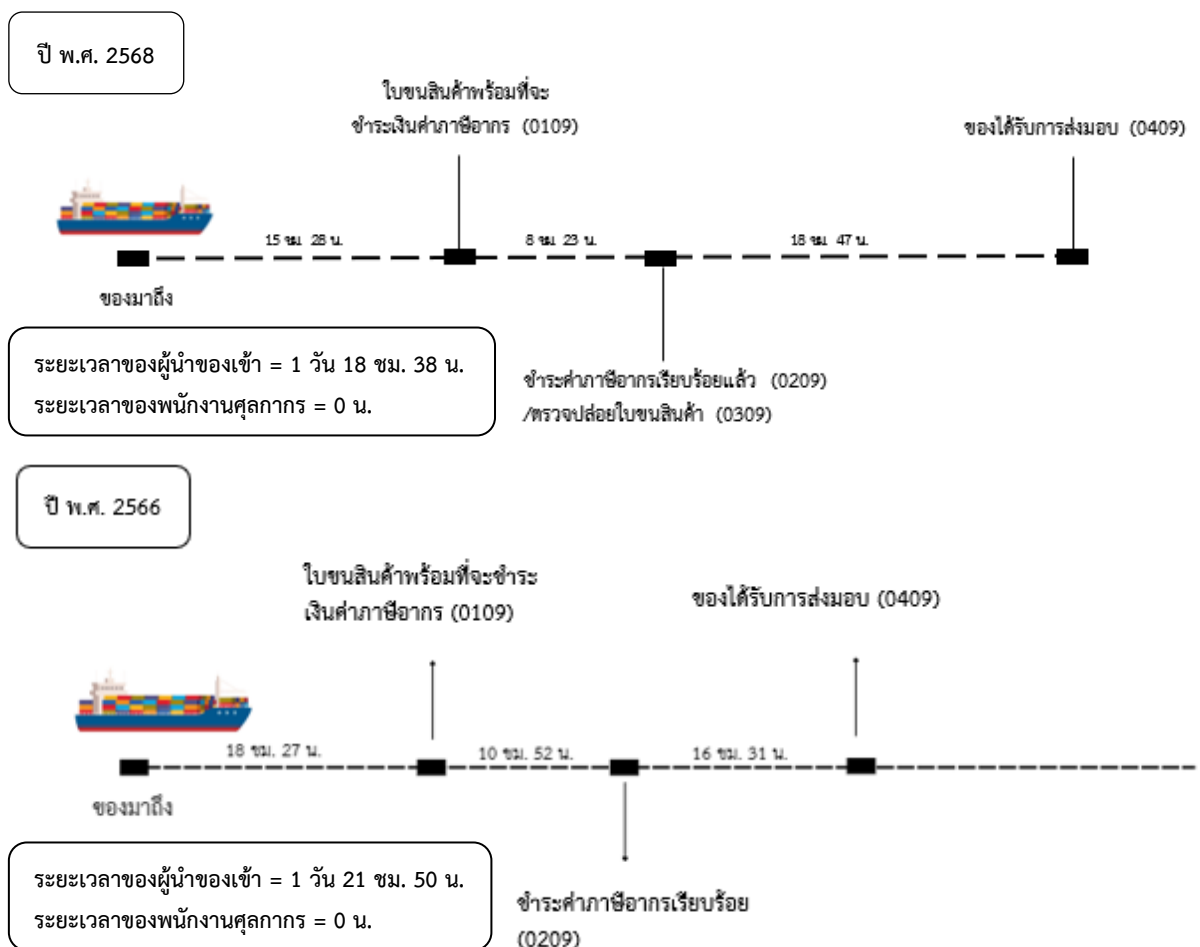 ปี พ.ศ. 2568
ใบขนสินค้าพร้อมที่จะ
ชำระเงินค่าภาษีอากร (0109)
ของได้รับการส่งมอบ (0409)
15 ชม 28 น.
8 ชม 23 น.
18 ชม 47 น.
ของมาถึง
ระยะเวลาของผู้นำของเข้า = 1 วัน 18 ชม. 38 น.
ระยะเวลาของพนักงานศุลกากร = 0 น.
ชำระค่าภาษีอากรเรียบร้อยแล้ว (0209)
/ตรวจปล่อยใบขนสินค้า (0309)
ปี พ.ศ. 2566
ใบขนสินค้าพร้อมที่จะชำระ
เงินค่าภาษีอากร (0109)
ของได้รับการส่งมอบ (0409)
18 ชม. 27 น.
10 ชม. 52 น.
16 ชม. 31 น.
ของมาถึง
ระยะเวลาของผู้นำของเข้า = 1 วัน 21 ชม. 50 น.
ระยะเวลาของพนักงานศุลกากร = 0 น.
ชำระค่าภาษีอากรเรียบร้อย
(0209)